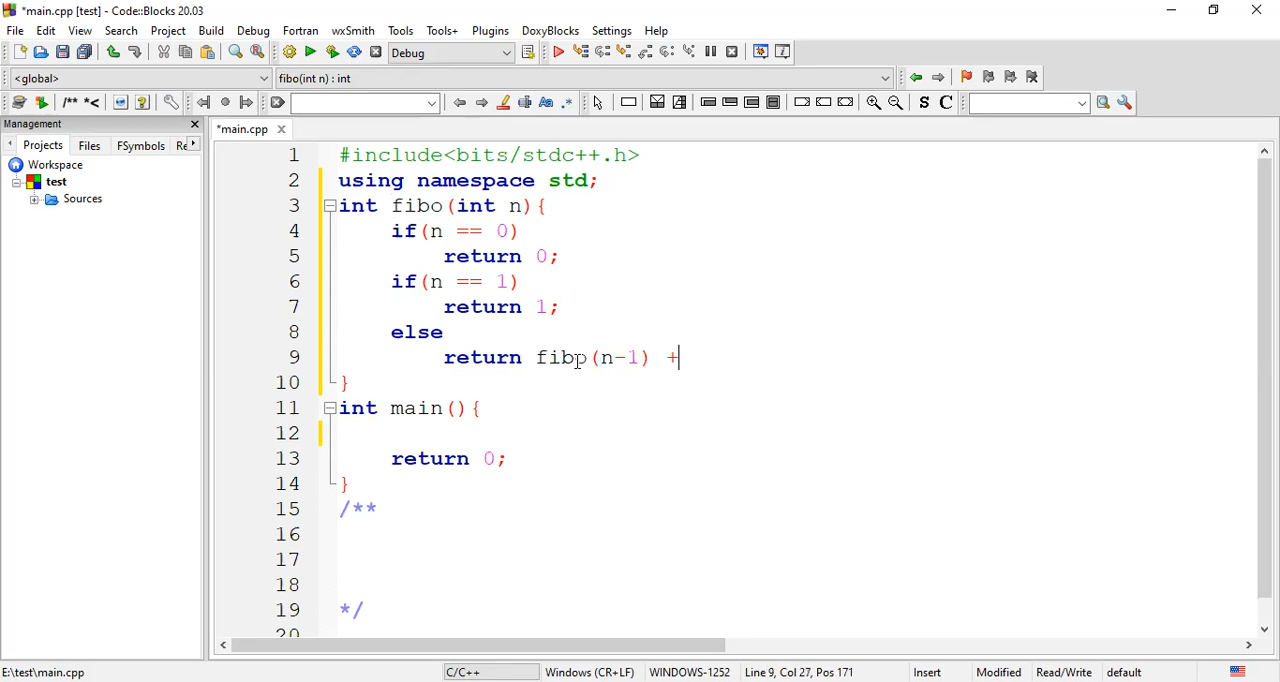 *main.cpp [test] - Code::Blocks 20.03
File Edit View Search Project Build Debug Fortran wxSmith Tools Tools+ Plugins DoxyBlocks Settings Help
Debug
<global> fibo(int n) : int
/** *<
S C
Management
*main.cpp
Projects Files FSymbols Re
Workspace
test
Sources
1 #include<bits/stdc++.h>
2 using namespace std;
3 int fibo(int n){
4 if(n == 0)
5 return 0;
6 if(n == 1)
7 return 1;
8 else
9 return fibo(n-1) +
10 }
11 int main(){
12
13 return 0;
14 }
15 /**
16
17
18
19 */
20
E:\test\main.cpp C/C++ Windows (CR+LF) WINDOWS-1252 Line 9, Col 27, Pos 171 Insert Modified Read/Write default